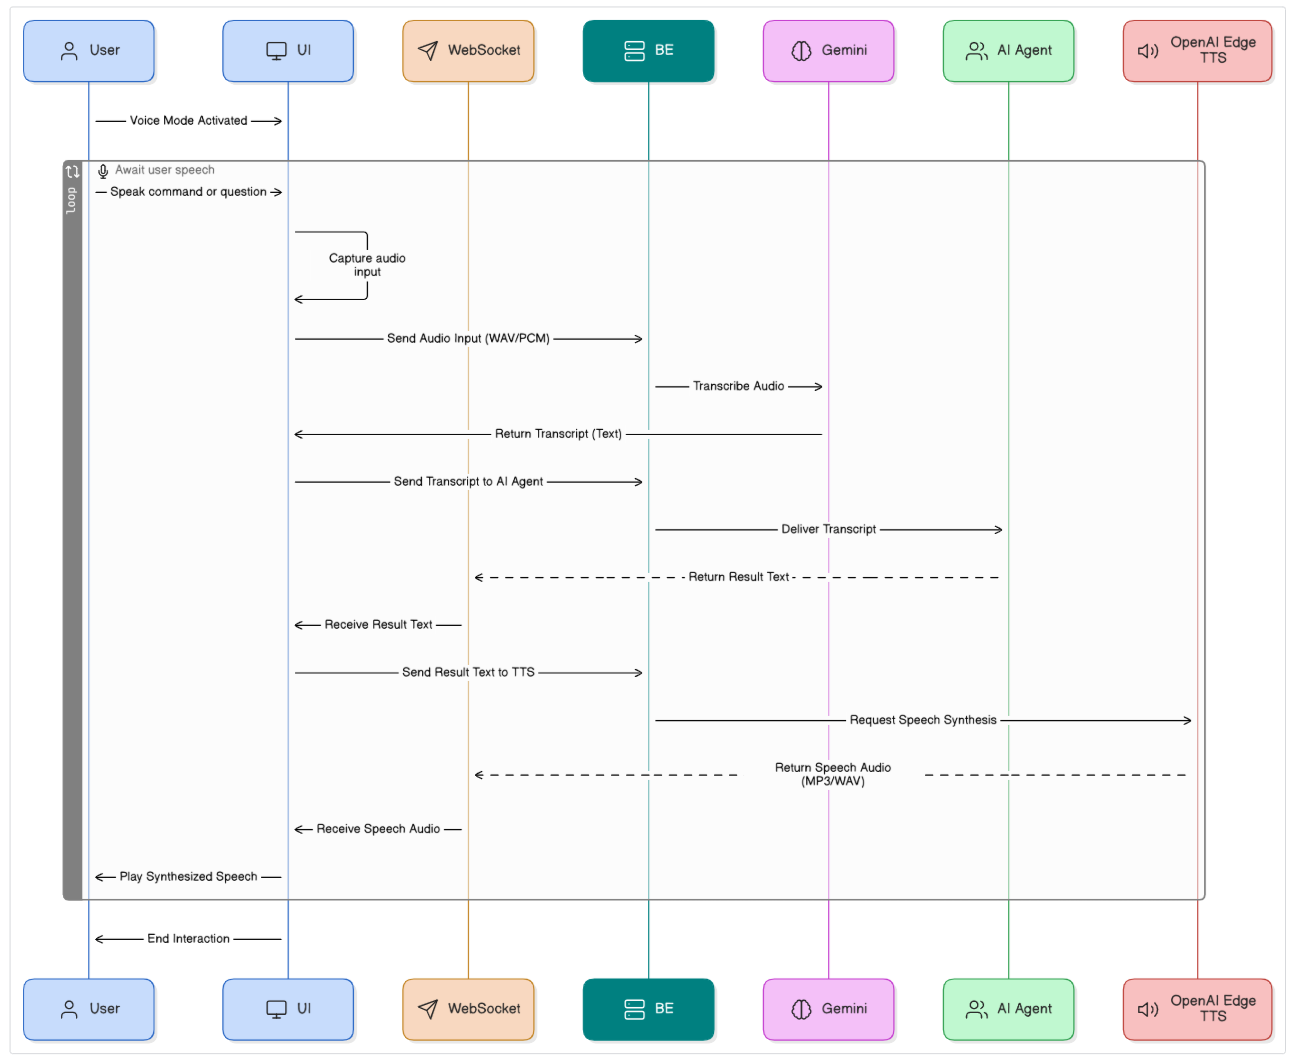 User
UI
WebSocket
BE
Gemini
AI Agent
OpenAI Edge
TTS
Voice Mode Activated
loop
Await user speech
Speak command or question
Capture audio
input
Send Audio Input (WAV/PCM)
Transcribe Audio
Return Transcript (Text)
Send Transcript to AI Agent
Deliver Transcript
Return Result Text
Receive Result Text
Send Result Text to TTS
Request Speech Synthesis
Return Speech Audio
(MP3/WAV)
Receive Speech Audio
Play Synthesized Speech
End Interaction
User
UI
WebSocket
BE
Gemini
AI Agent
OpenAI Edge
TTS